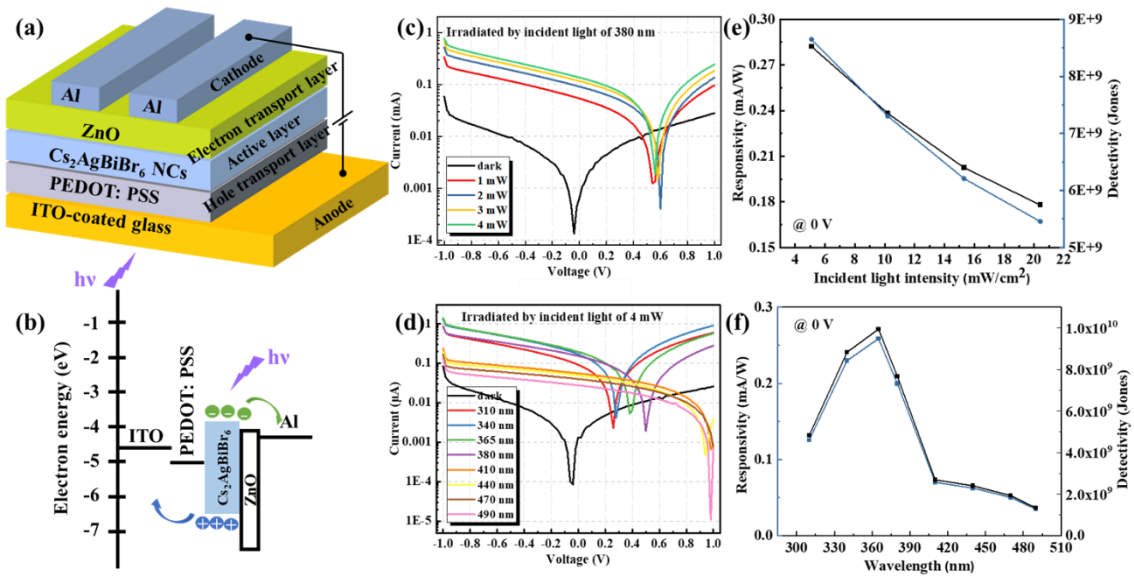 (a)
Al
Al
Cathode
ZnO
Electron transport layer
Cs2AgBiBr6 NCs
Active layer
PEDOT: PSS
Hole transport layer
ITO-coated glass
Anode
hν
(b)
Electron energy (eV)
-1
-2
-3
-4
-5
-6
-7
hν
ITO
PEDOT: PSS
Cs2AgBiBr6
ZnO
Al
(c)
Irradiated by incident light of 380 nm
Current (mA)
1
0.1
0.01
0.001
1E-4
dark
1 mW
2 mW
3 mW
4 mW
-1.0 -0.8 -0.6 -0.4 -0.2 0.0 0.2 0.4 0.6 0.8 1.0
Voltage (V)
(d)
Irradiated by incident light of 4 mW
Current (μA)
1
0.1
0.01
0.001
1E-4
1E-5
dark
310 nm
340 nm
365 nm
380 nm
410 nm
440 nm
470 nm
490 nm
-1.0 -0.8 -0.6 -0.4 -0.2 0.0 0.2 0.4 0.6 0.8 1.0
Voltage (V)
(e)
Responsivity (mA/W)
0.30
0.27
0.24
0.21
0.18
0.15
@ 0 V
4 6 8 10 12 14 16 18 20 22
Incident light intensity (mW/cm²)
9E+9
8E+9
7E+9
6E+9
5E+9
Detectivity (Jones)
(f)
@ 0 V
Responsivity (mA/W)
0.3
0.2
0.1
0.0
300 330 360 390 420 450 480
Wavelength (nm)
1.0x10¹⁰
8.0x10⁹
6.0x10⁹
4.0x10⁹
2.0x10⁹
0.0
Detectivity (Jones)